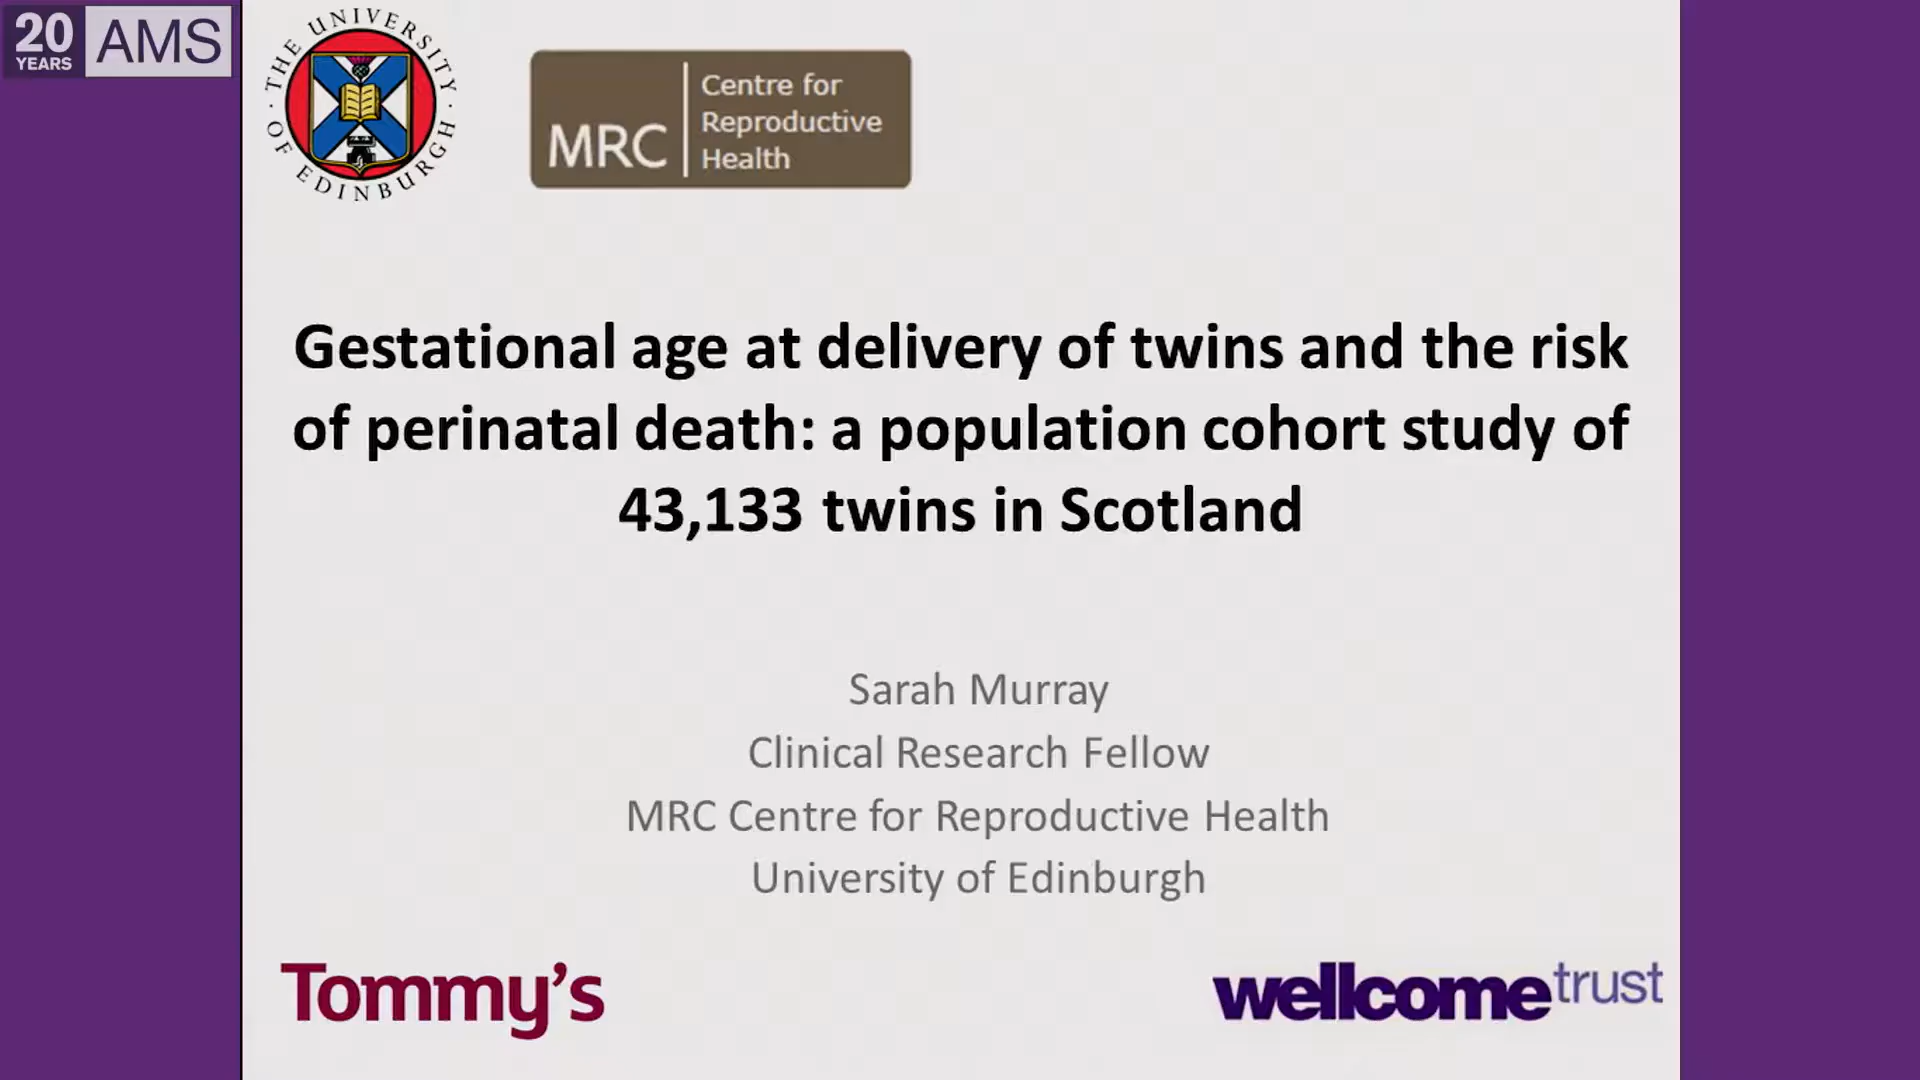 20
YEARS
AMS
THE UNIVERSITY OF EDINBURGH
MRC
Centre for
Reproductive
Health
Gestational age at delivery of twins and the risk
of perinatal death: a population cohort study of
43,133 twins in Scotland
Sarah Murray
Clinical Research Fellow
MRC Centre for Reproductive Health
University of Edinburgh
Tommy's
wellcometrust